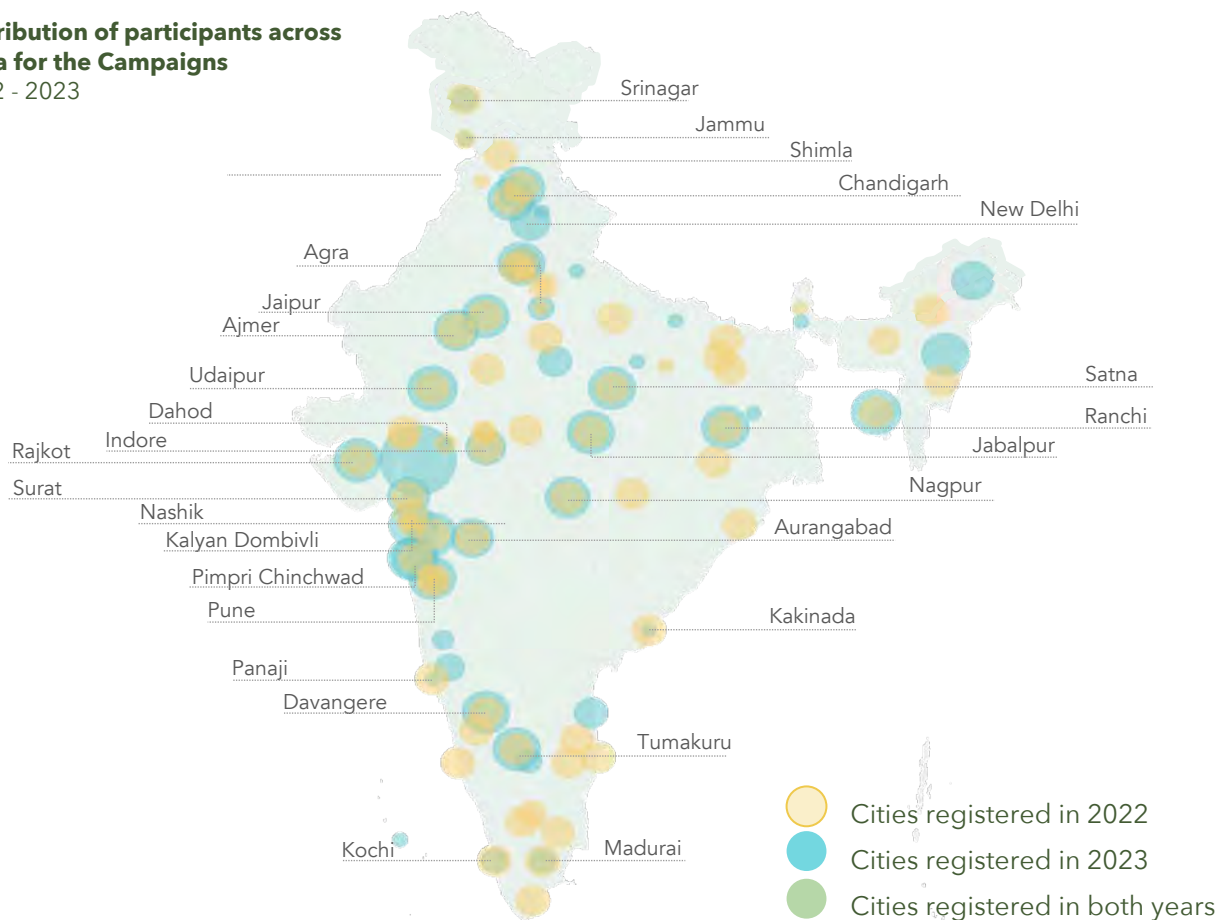 ribution of participants across
a for the Campaigns
2 - 2023
Srinagar
Jammu
Shimla
Chandigarh
New Delhi
Agra
Jaipur
Ajmer
Udaipur
Satna
Dahod
Ranchi
Indore
Jabalpur
Rajkot
Surat
Nagpur
Nashik
Aurangabad
Kalyan Dombivli
Pimpri Chinchwad
Pune
Kakinada
Panaji
Davangere
Tumakuru
Kochi
Madurai
Cities registered in 2022
Cities registered in 2023
Cities registered in both years